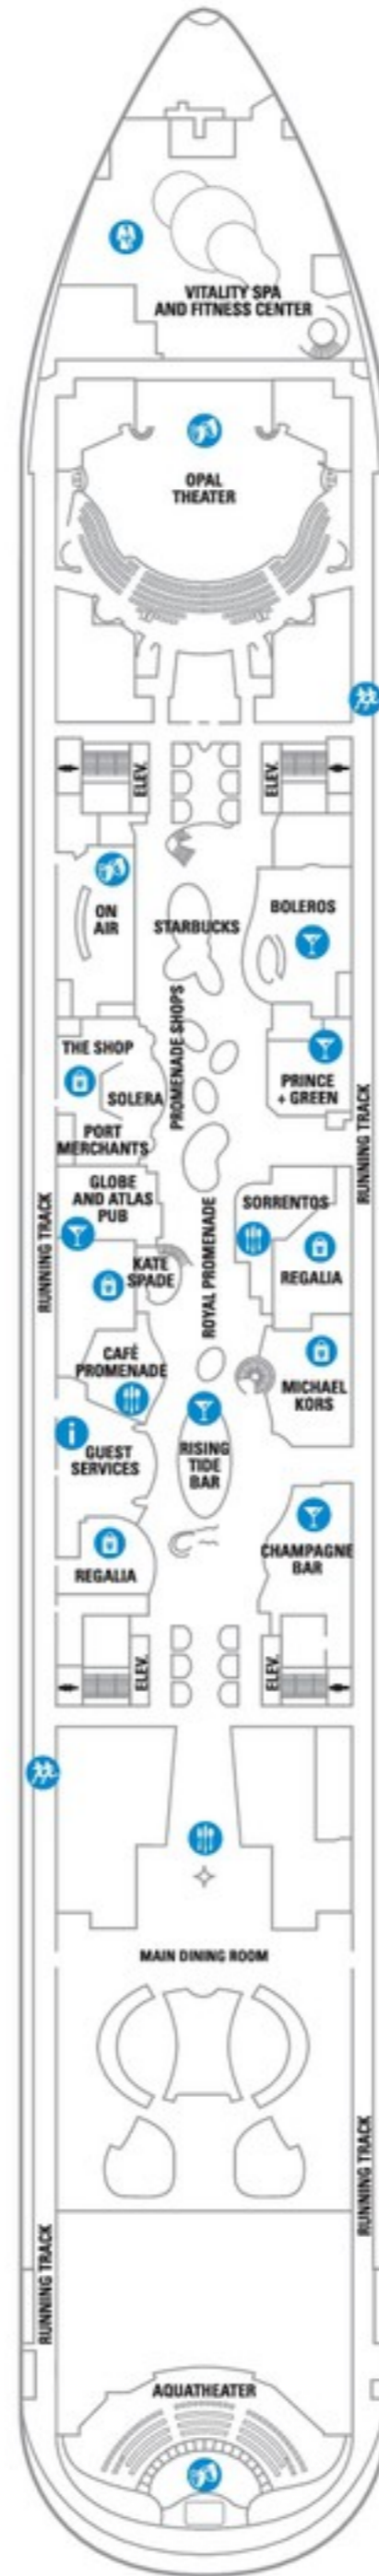 VITALITY SPA
AND FITNESS CENTER
OPAL
THEATER
ELEV.
ELEV.
ON
AIR
STARBUCKS
BOLEROS
PROMENADE SHOPS
THE SHOP
SOLERA
PORT
MERCHANTS
PRINCE
+ GREEN
RUNNING TRACK
GLOBE
AND ATLAS
PUB
RUNNING TRACK
KATE
SPADE
ROYAL PROMENADE
SORRENTOS
REGALIA
CAFÉ
PROMENADE
MICHAEL
KORS
i
GUEST
SERVICES
RISING
TIDE
BAR
REGALIA
CHAMPAGNE
BAR
ELEV.
ELEV.
MAIN DINING ROOM
RUNNING TRACK
RUNNING TRACK
AQUATHEATER